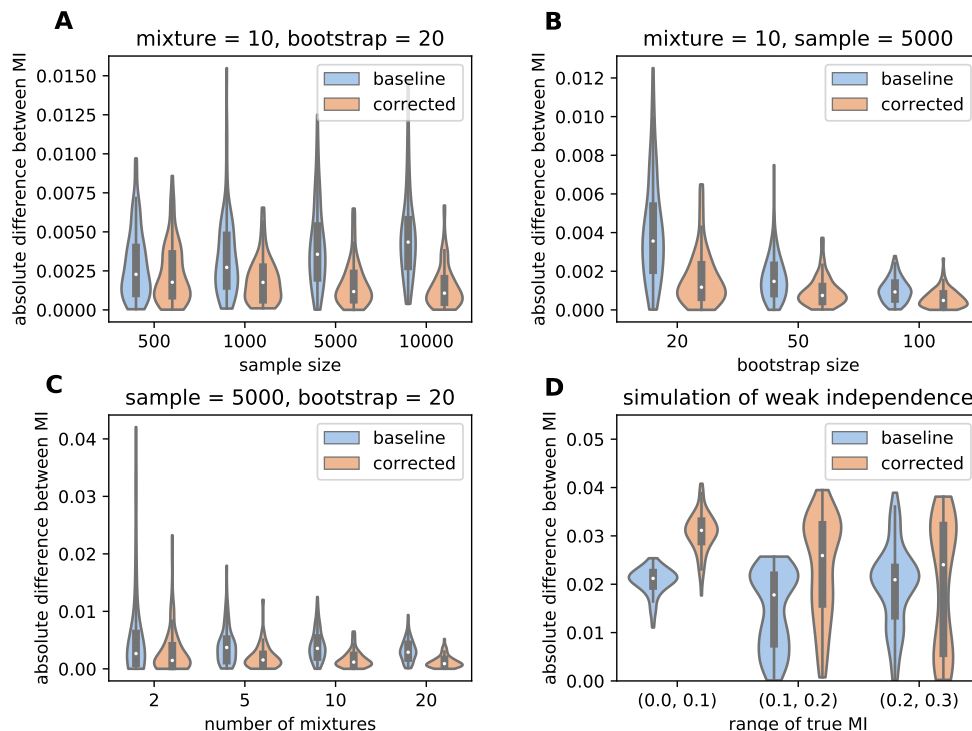 A
mixture = 10, bootstrap = 20
absolute difference between MI
0.0150
0.0125
0.0100
0.0075
0.0050
0.0025
0.0000
baseline
corrected
500
1000
5000
10000
sample size
B
mixture = 10, sample = 5000
absolute difference between MI
0.012
0.010
0.008
0.006
0.004
0.002
0.000
baseline
corrected
20
50
100
bootstrap size
C
sample = 5000, bootstrap = 20
absolute difference between MI
0.04
0.03
0.02
0.01
0.00
baseline
corrected
2
5
10
20
number of mixtures
D
simulation of weak independence
absolute difference between MI
0.05
0.04
0.03
0.02
0.01
0.00
baseline
corrected
(0.0, 0.1)
(0.1, 0.2)
(0.2, 0.3)
range of true MI